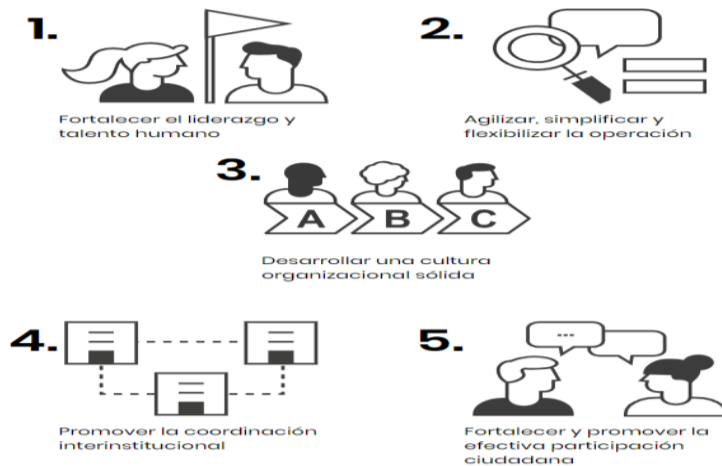 1.
Fortalecer el liderazgo y
talento humano
2.
Agilizar, simplificar y
flexibilizar la operación
3.
A B C
Desarrollar una cultura
organizacional sólida
4.
Promover la coordinación
interinstitucional
5.
...
Fortalecer y promover la
efectiva participación
ciudadana